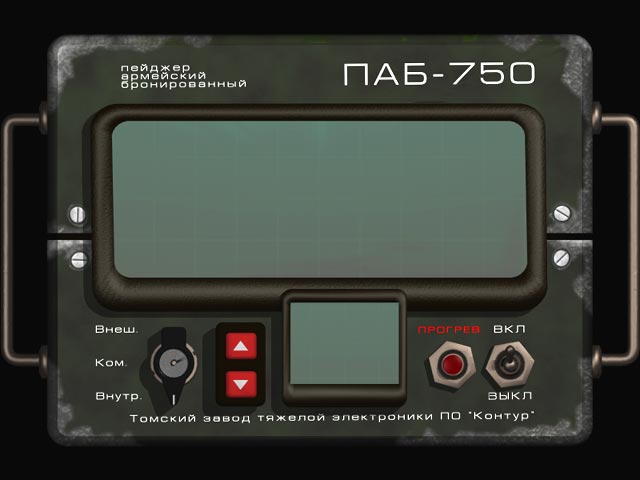 пейджер
армейский
бронированный
ПАБ-750
Внеш.
Ком.
Внутр.
ПРОГРЕВ
ВКЛ
ВЫКЛ
Томский завод тяжелой электроники ПО "Контур"